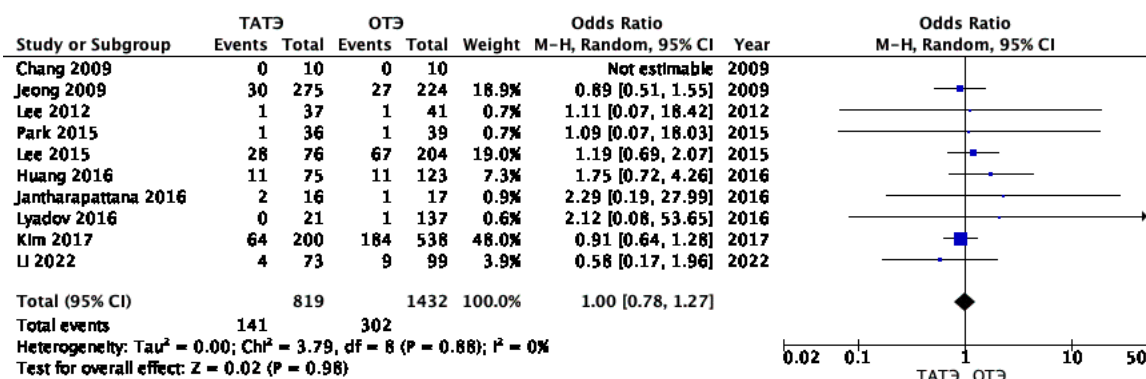 ТАТЭ ОТЭ Odds Ratio Odds Ratio
Study or Subgroup Events Total Events Total Weight M-H, Random, 95% CI Year M-H, Random, 95% CI
Chang 2009 0 10 0 10 Not estimable 2009
Jeong 2009 30 275 27 224 18.9% 0.89 [0.51, 1.55] 2009
Lee 2012 1 37 1 41 0.7% 1.11 [0.07, 18.42] 2012
Park 2015 1 36 1 39 0.7% 1.09 [0.07, 18.03] 2015
Lee 2015 28 76 67 204 19.0% 1.19 [0.69, 2.07] 2015
Huang 2016 11 75 11 123 7.3% 1.75 [0.72, 4.26] 2016
Jantharapattana 2016 2 16 1 17 0.9% 2.29 [0.19, 27.99] 2016
Lyadov 2016 0 21 1 137 0.6% 2.12 [0.08, 53.65] 2016
Kim 2017 64 200 184 538 48.0% 0.91 [0.64, 1.28] 2017
LI 2022 4 73 9 99 3.9% 0.58 [0.17, 1.96] 2022
Total (95% CI) 819 1432 100.0% 1.00 [0.78, 1.27]
Total events 141 302
Heterogeneity: Tau² = 0.00; Chi² = 3.79, df = 8 (P = 0.88); I² = 0%
Test for overall effect: Z = 0.02 (P = 0.98)
0.02 0.1 1 10 50
ТАТЭ ОТЭ